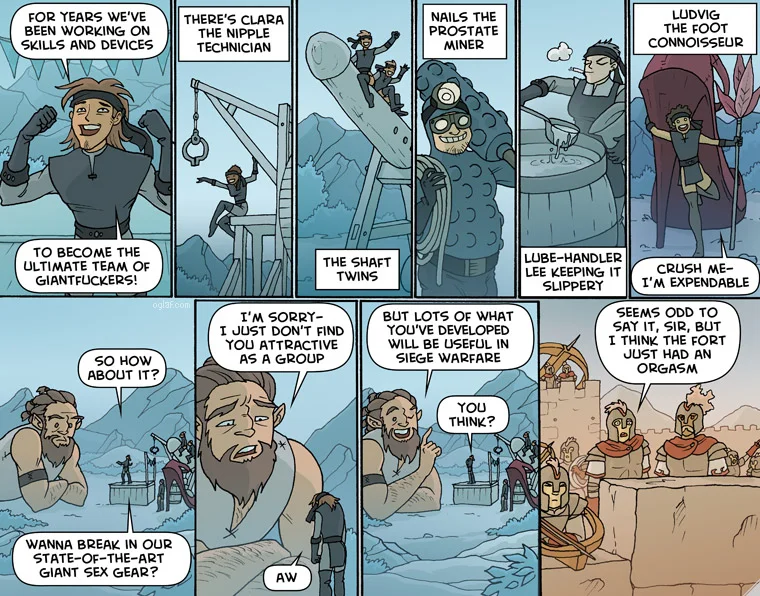 FOR YEARS WE'VE
BEEN WORKING ON
SKILLS AND DEVICES
TO BECOME THE
ULTIMATE TEAM OF
GIANTFUCKERS!
THERE'S CLARA
THE NIPPLE
TECHNICIAN
THE SHAFT
TWINS
NAILS THE
PROSTATE
MINER
LUBE-HANDLER
LEE KEEPING IT
SLIPPERY
LUDVIG
THE FOOT
CONNOISSEUR
CRUSH ME-
I'M EXPENDABLE
oglaf.com
SO HOW
ABOUT IT?
WANNA BREAK IN OUR
STATE-OF-THE-ART
GIANT SEX GEAR?
I'M SORRY-
I JUST DON'T FIND
YOU ATTRACTIVE
AS A GROUP
AW
BUT LOTS OF WHAT
YOU'VE DEVELOPED
WILL BE USEFUL IN
SIEGE WARFARE
YOU
THINK?
SEEMS ODD TO
SAY IT, SIR, BUT
I THINK THE FORT
JUST HAD AN
ORGASM